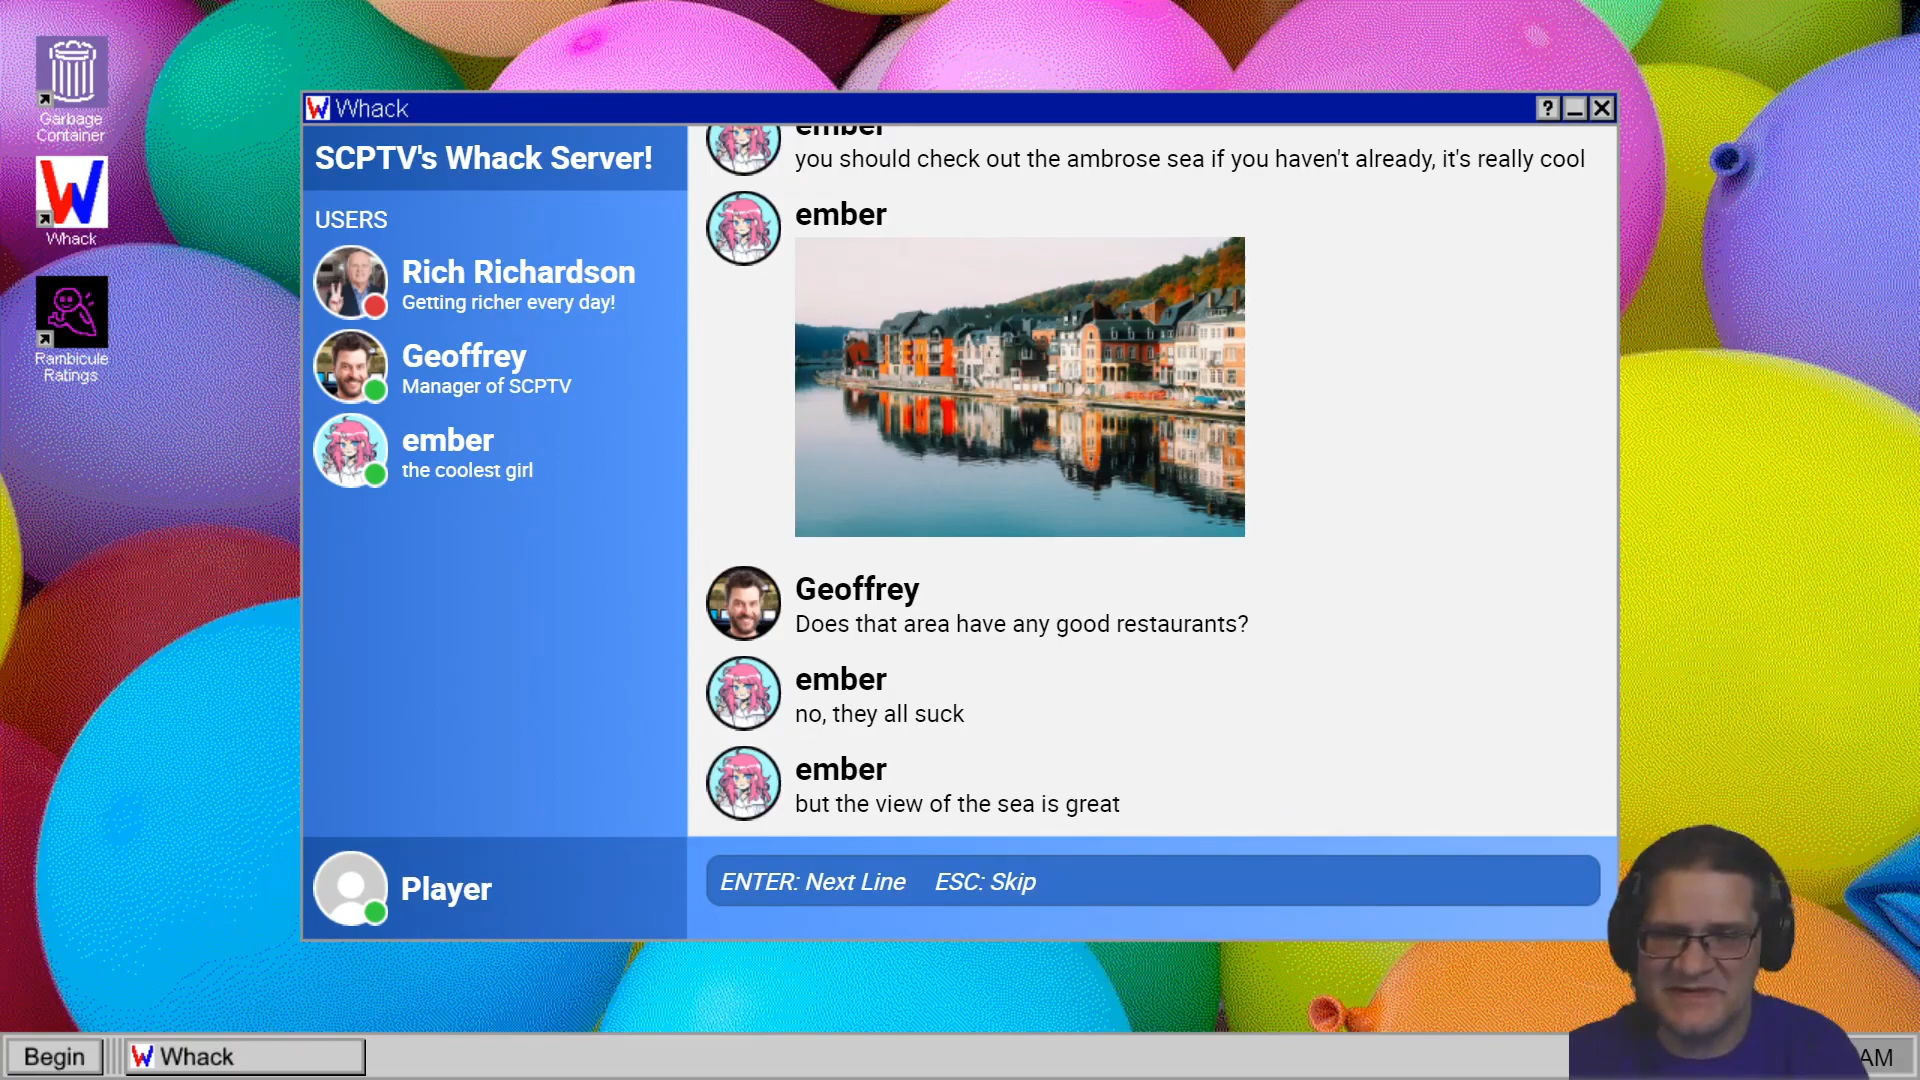 Garbage
Container
Whack
Rambicule
Ratings
Whack
SCPTV's Whack Server!
USERS
Rich Richardson
Getting richer every day!
Geoffrey
Manager of SCPTV
ember
the coolest girl
Player
ember
you should check out the ambrose sea if you haven't already, it's really cool
ember
Geoffrey
Does that area have any good restaurants?
ember
no, they all suck
ember
but the view of the sea is great
ENTER: Next Line ESC: Skip
Begin
Whack
AM